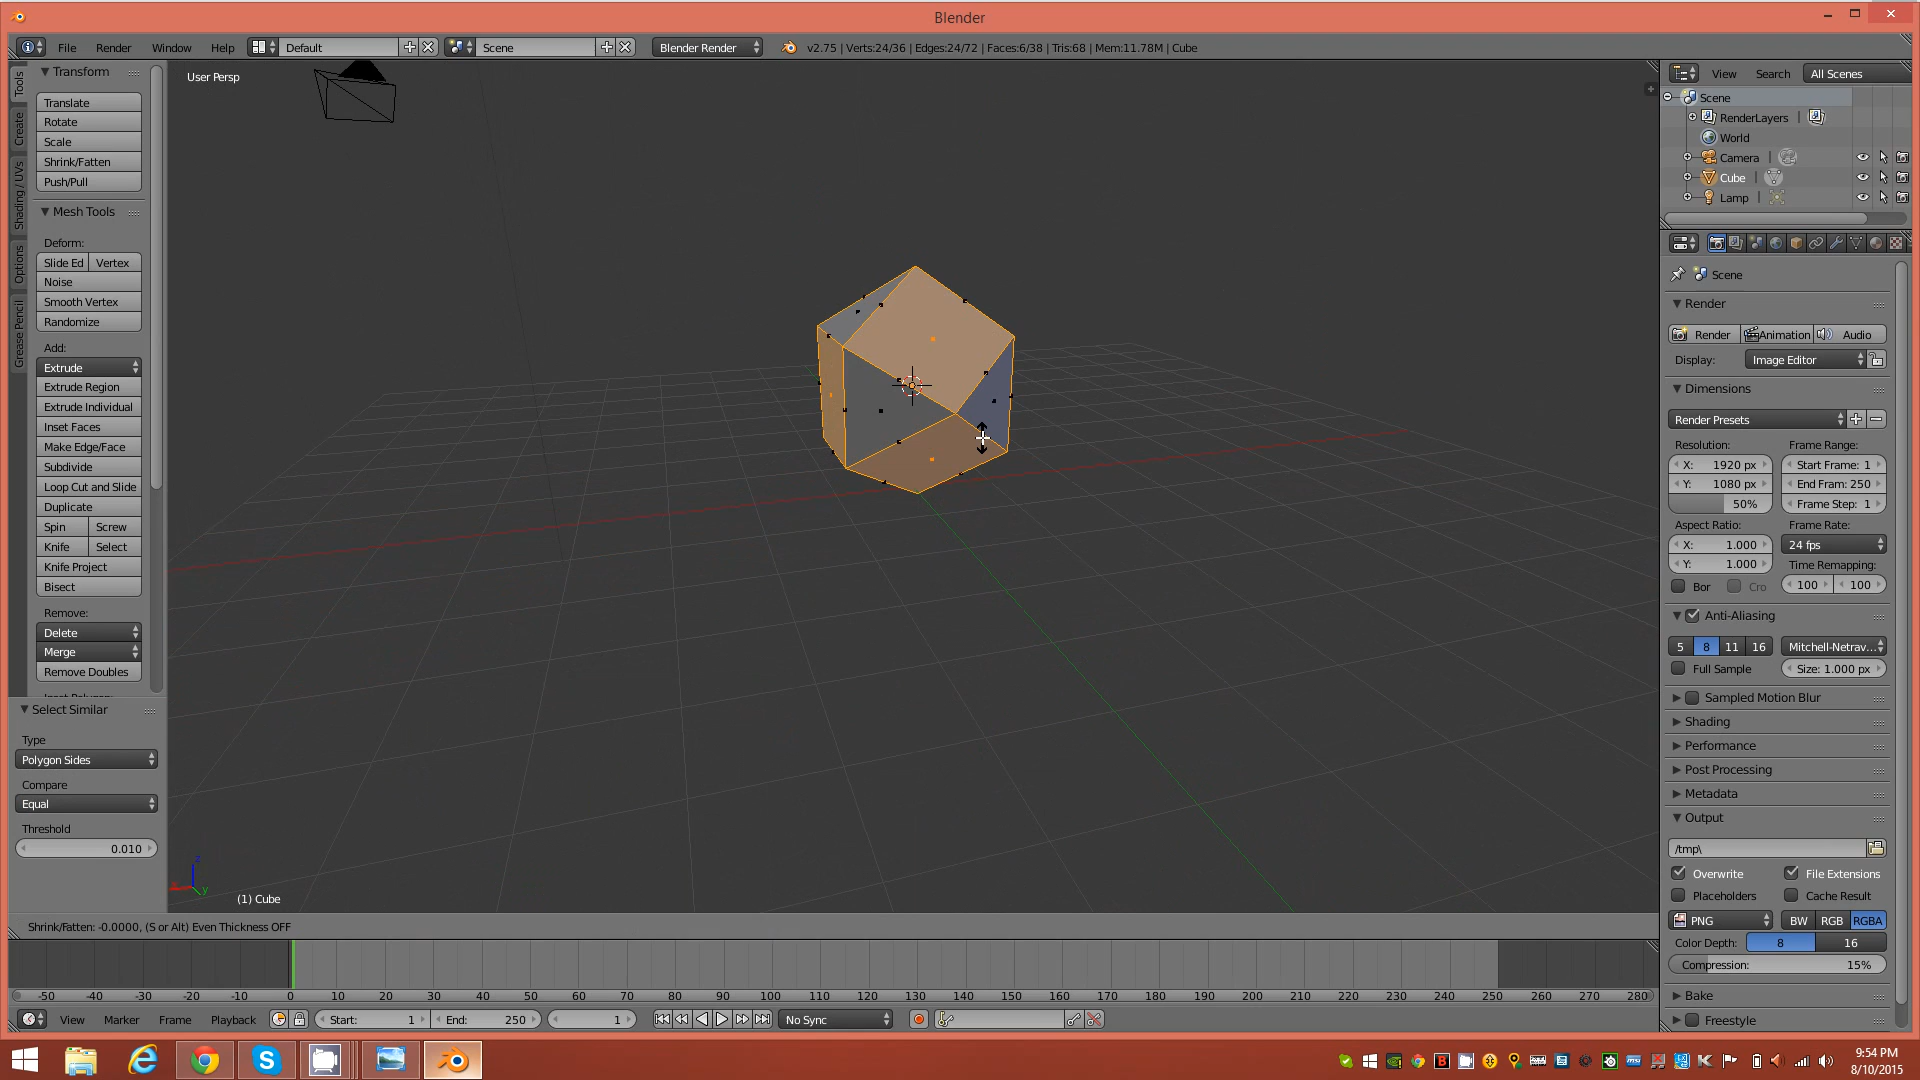 Blender
File Render Window Help Default Scene Blender Render v2.75 | Verts:24/36 | Edges:24/72 | Faces:6/38 | Tris:68 | Mem:11.78M | Cube
Tools
Create
Shading / UVs
Options
Grease Pencil
Transform
Translate
Rotate
Scale
Shrink/Fatten
Push/Pull
Mesh Tools
Deform:
Slide Ed Vertex
Noise
Smooth Vertex
Randomize
Add:
Extrude
Extrude Region
Extrude Individual
Inset Faces
Make Edge/Face
Subdivide
Loop Cut and Slide
Duplicate
Spin Screw
Knife Select
Knife Project
Bisect
Remove:
Delete
Merge
Remove Doubles
Select Similar
Type
Polygon Sides
Compare
Equal
Threshold
0.010
User Persp
z
x
y
(1) Cube
Shrink/Fatten: -0.0000, (S or Alt) Even Thickness OFF
View Search All Scenes
Scene
RenderLayers |
World
Camera |
Cube |
Lamp |
Scene
Render
Render Animation Audio
Display: Image Editor
Dimensions
Render Presets
Resolution: Frame Range:
X: 1920 px Start Frame: 1
Y: 1080 px End Fram: 250
50% Frame Step: 1
Aspect Ratio: Frame Rate:
X: 1.000 24 fps
Y: 1.000 Time Remapping:
Bor Cro 100 100
Anti-Aliasing
5 8 11 16 Mitchell-Netrav...
Full Sample Size: 1.000 px
Sampled Motion Blur
Shading
Performance
Post Processing
Metadata
Output
/tmp\
Overwrite File Extensions
Placeholders Cache Result
PNG BW RGB RGBA
Color Depth: 8 16
Compression: 15%
Bake
Freestyle
-50 -40 -30 -20 -10 0 10 20 30 40 50 60 70 80 90 100 110 120 130 140 150 160 170 180 190 200 210 220 230 240 250 260 270 280
View Marker Frame Playback Start: 1 End: 250 1 No Sync
9:54 PM
8/10/2015